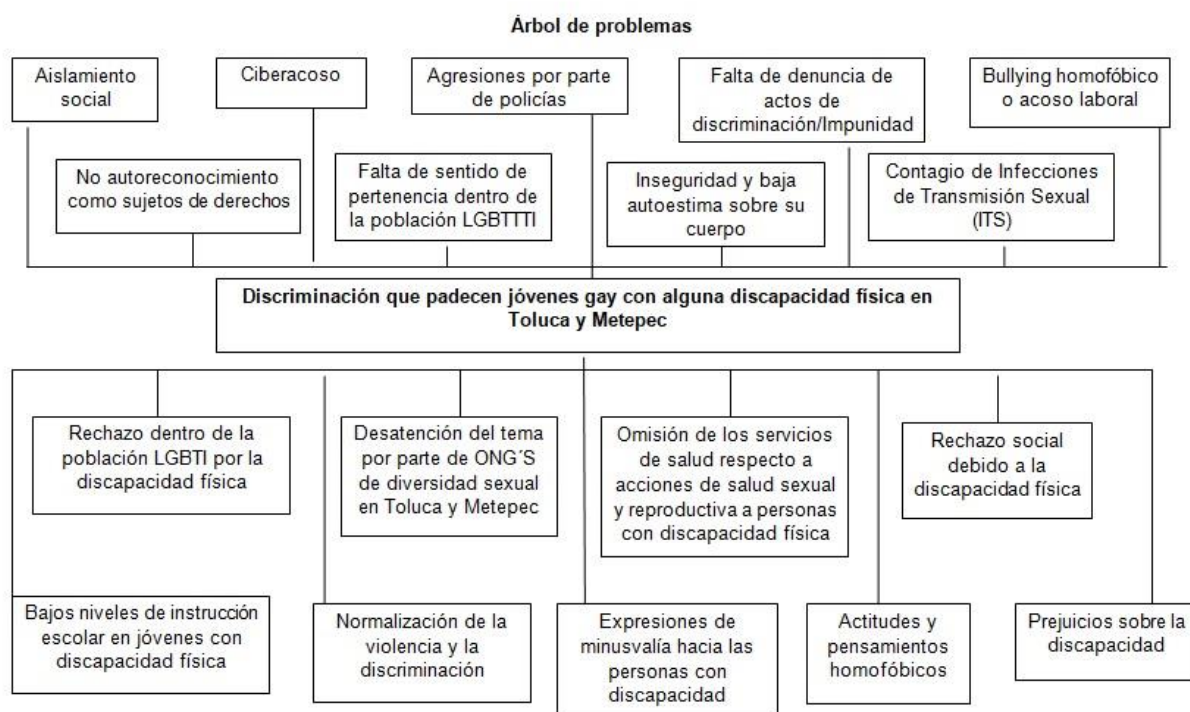 Árbol de problemas
Aislamiento
social
Ciberacoso
Agresiones por parte
de policías
Falta de denuncia de
actos de
discriminación/Impunidad
Bullying homofóbico
o acoso laboral
No autoreconocimiento
como sujetos de derechos
Falta de sentido de
pertenencia dentro de
la población LGBTTTI
Inseguridad y baja
autoestima sobre su
cuerpo
Contagio de Infecciones
de Transmisión Sexual
(ITS)
Discriminación que padecen jóvenes gay con alguna discapacidad física en
Toluca y Metepec
Rechazo dentro de la
población LGBTI por la
discapacidad física
Desatención del tema
por parte de ONG´S
de diversidad sexual
en Toluca y Metepec
Omisión de los servicios
de salud respecto a
acciones de salud sexual
y reproductiva a personas
con discapacidad física
Rechazo social
debido a la
discapacidad física
Bajos niveles de instrucción
escolar en jóvenes con
discapacidad física
Normalización de la
violencia y la
discriminación
Expresiones de
minusvalía hacia las
personas con
discapacidad
Actitudes y
pensamientos
homofóbicos
Prejuicios sobre la
discapacidad